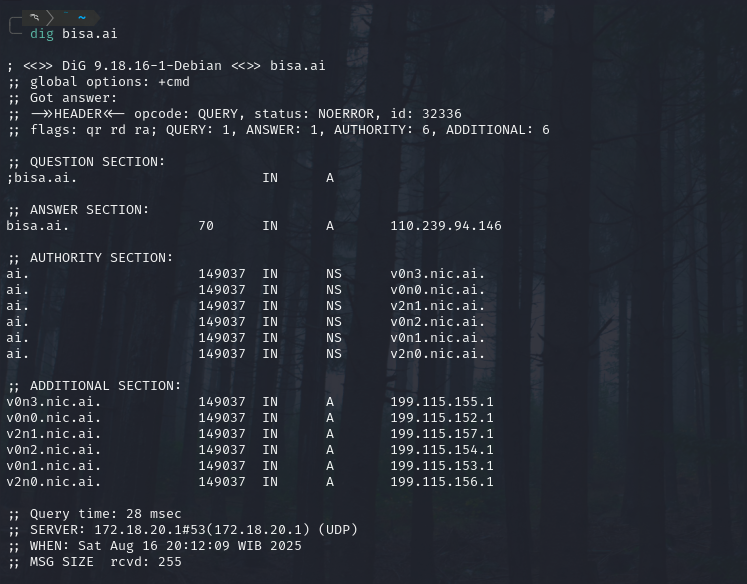 ~
dig bisa.ai
; <<>> DiG 9.18.16-1-Debian <<>> bisa.ai
;; global options: +cmd
;; Got answer:
;; ->>HEADER<<- opcode: QUERY, status: NOERROR, id: 32336
;; flags: qr rd ra; QUERY: 1, ANSWER: 1, AUTHORITY: 6, ADDITIONAL: 6
;; QUESTION SECTION:
;bisa.ai. IN A
;; ANSWER SECTION:
bisa.ai. 70 IN A 110.239.94.146
;; AUTHORITY SECTION:
ai. 149037 IN NS v0n3.nic.ai.
ai. 149037 IN NS v0n0.nic.ai.
ai. 149037 IN NS v2n1.nic.ai.
ai. 149037 IN NS v0n2.nic.ai.
ai. 149037 IN NS v0n1.nic.ai.
ai. 149037 IN NS v2n0.nic.ai.
;; ADDITIONAL SECTION:
v0n3.nic.ai. 149037 IN A 199.115.155.1
v0n0.nic.ai. 149037 IN A 199.115.152.1
v2n1.nic.ai. 149037 IN A 199.115.157.1
v0n2.nic.ai. 149037 IN A 199.115.154.1
v0n1.nic.ai. 149037 IN A 199.115.153.1
v2n0.nic.ai. 149037 IN A 199.115.156.1
;; Query time: 28 msec
;; SERVER: 172.18.20.1#53(172.18.20.1) (UDP)
;; WHEN: Sat Aug 16 20:12:09 WIB 2025
;; MSG SIZE rcvd: 255